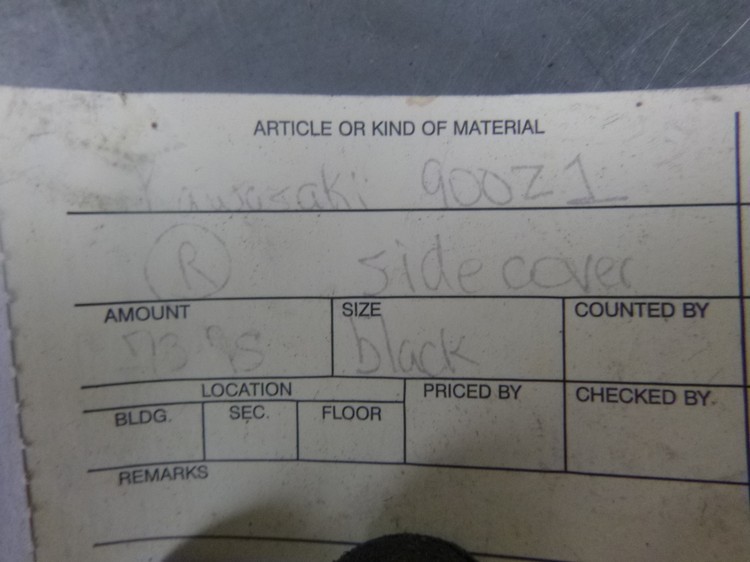 ARTICLE OR KIND OF MATERIAL
Kawazaki 900Z1
R side cover
AMOUNT SIZE COUNTED BY
black
LOCATION PRICED BY CHECKED BY
BLDG. SEC. FLOOR
REMARKS